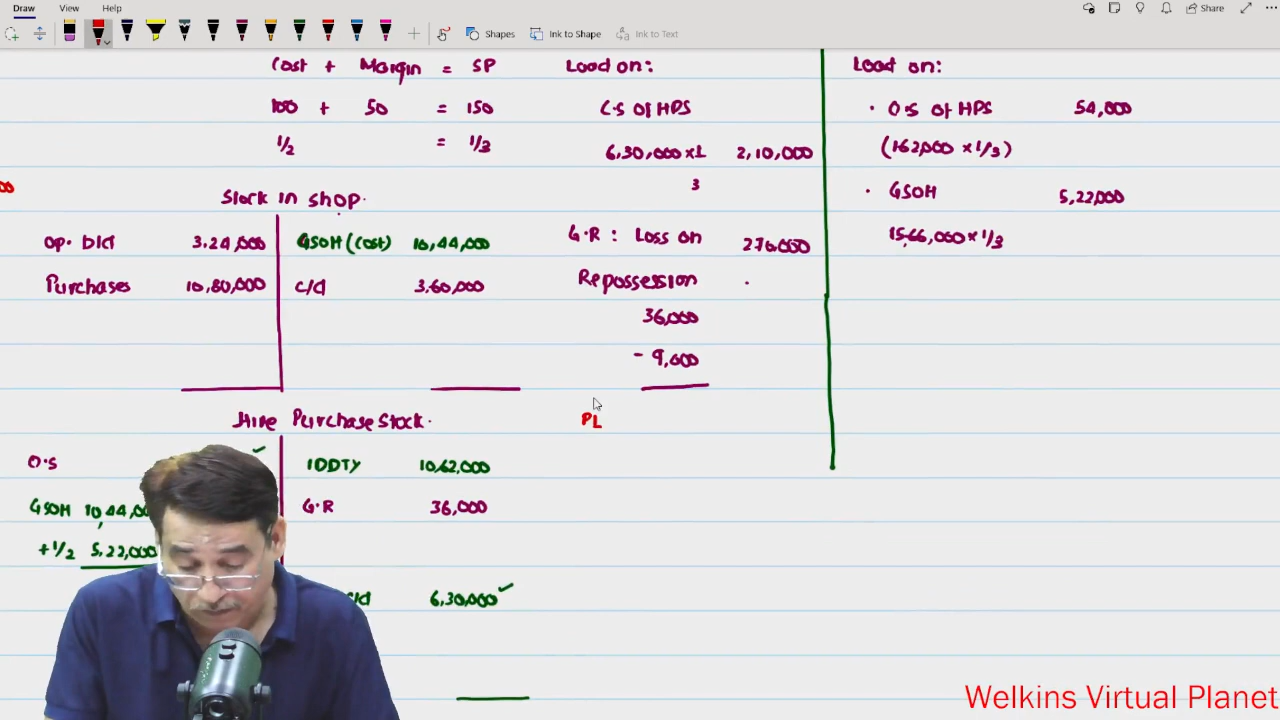 Draw View Help
Share
Shapes Ink to Shape Ink to Text
Cost + Margin = SP
100 + 50 = 150
1/2 = 1/3
Stock in shop
Op. bld 3.24,000 GSOH (cost) 10,44,000
Purchases 10,80,000 c/d 3.60,000
Hire Purchase Stock
O.S IDDTY 10,62,000
GSOH 10,44,00 G.R 36,000
+1/2 5,22,000
c/d 6,30,000
Load on:
C.S of HPS
6,30,000 x 1 2,10,000
3
G.R : Loss on
Repossession
36,000
- 9,000
PL
Load on:
• O.S of HPS 54,000
(162,000 x 1/3)
• GSOH 5,22,000
15,66,000 x 1/3
Welkins Virtual Planet